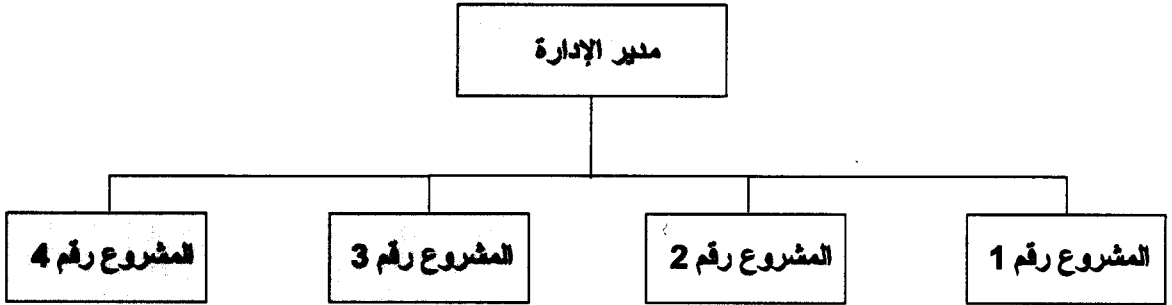 مدير الإدارة
المشروع رقم 1
المشروع رقم 2
المشروع رقم 3
المشروع رقم 4